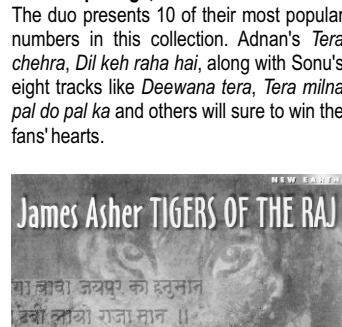 The duo presents 10 of their most popular
numbers in this collection. Adnan's Tera
chehra, Dil keh raha hai, along with Sonu's
eight tracks like Deewana tera, Tera milna
pal do pal ka and others will sure to win the
fans' hearts.
NEW EARTH
James Asher TIGERS OF THE RAJ
बाबा जयपुर को हनुमान
लायो राजा मान ॥